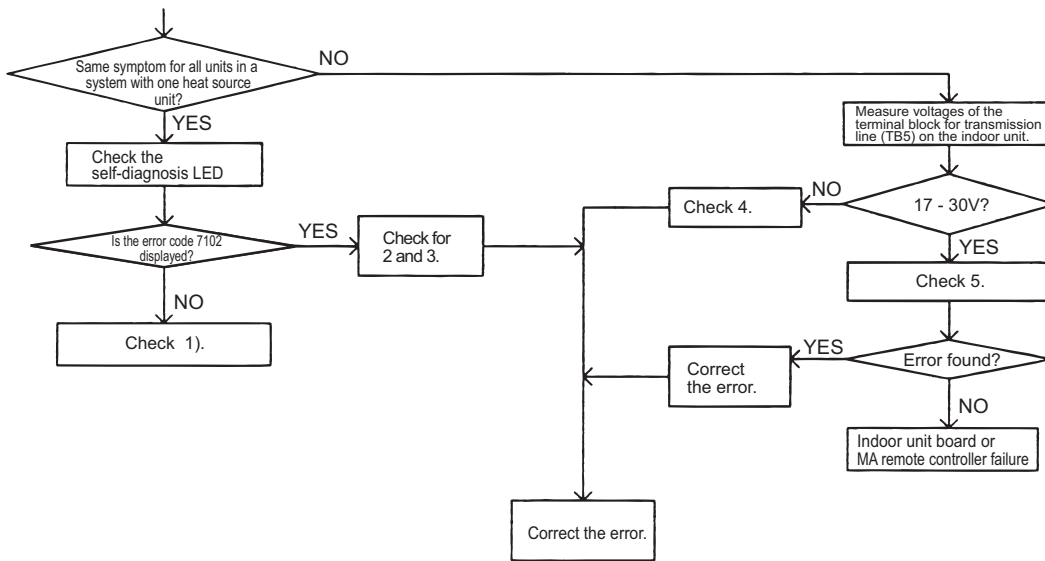 Same symptom for all units in a
system with one heat source
unit?
NO
YES
Check the
self-diagnosis LED
Is the error code 7102
displayed?
YES
NO
Check 1).
Check for
2 and 3.
Measure voltages of the
terminal block for transmission
line (TB5) on the indoor unit.
17 - 30V?
NO
Check 4.
YES
Check 5.
Error found?
YES
Correct
the error.
NO
Indoor unit board or
MA remote controller failure
Correct the error.